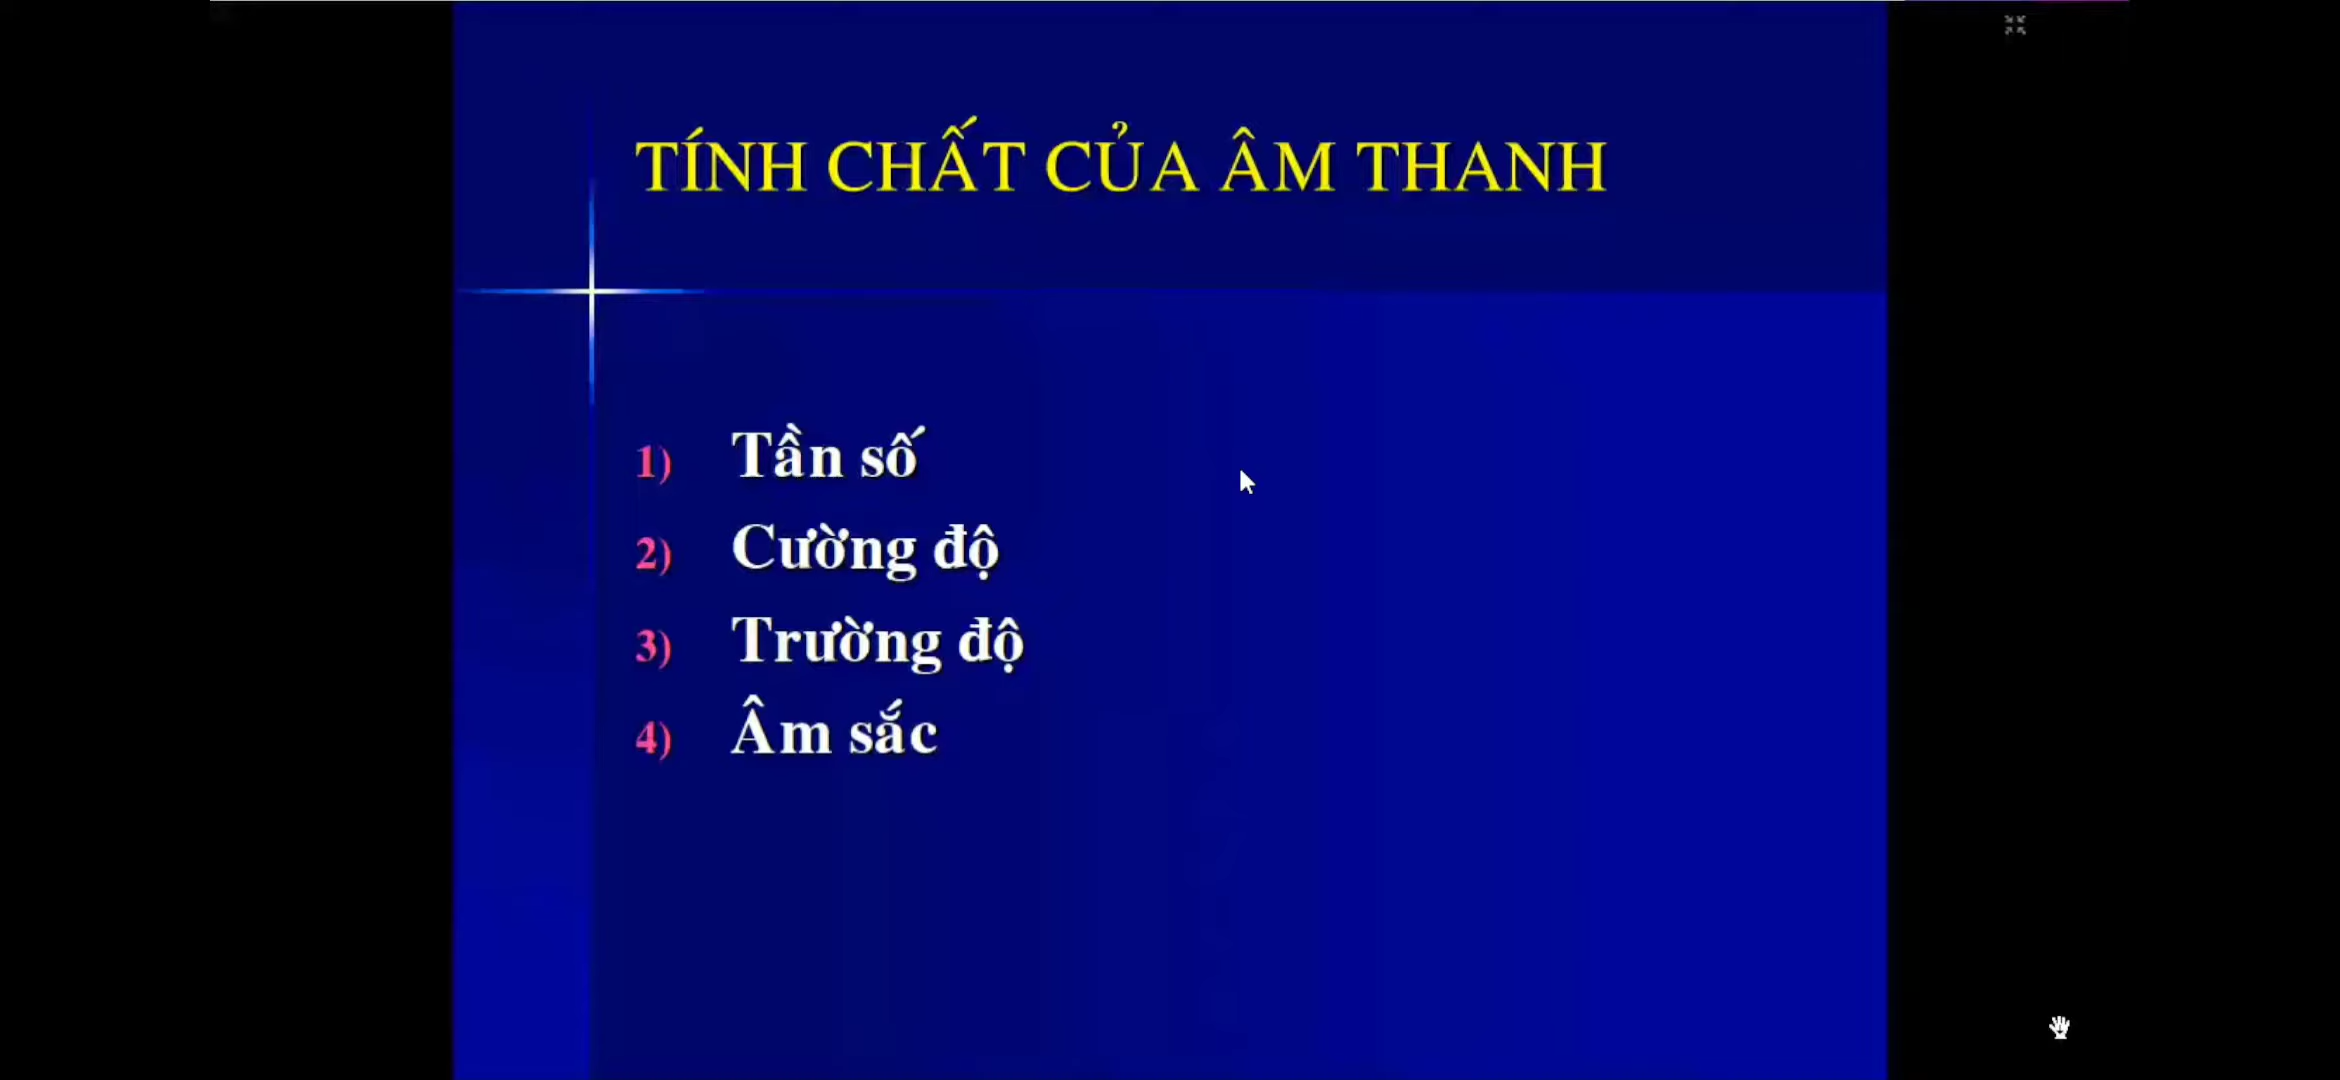 TÍNH CHẤT CỦA ÂM THANH
1) Tần số
2) Cường độ
3) Trường độ
4) Âm sắc